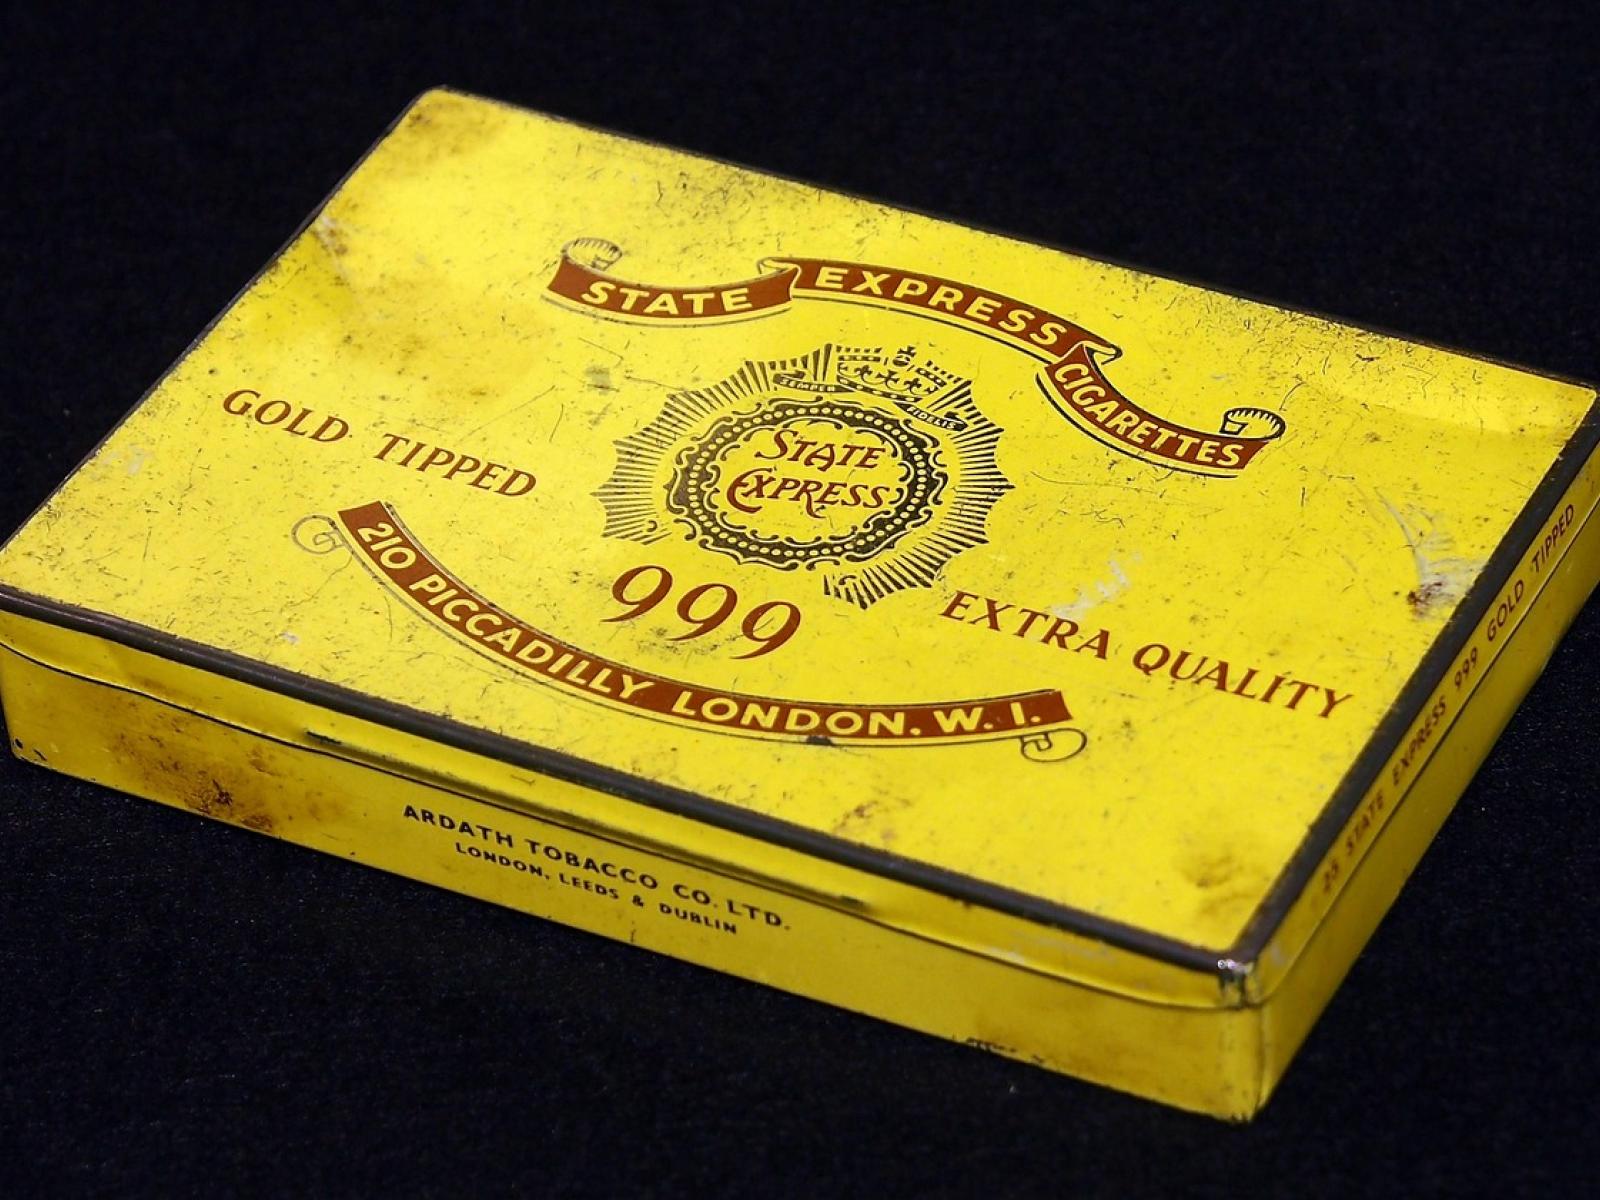 STATE EXPRESS CIGARETTES
SEMPER FIDELIS
STATE
EXPRESS
GOLD TIPPED
999
EXTRA QUALITY
210 PICCADILLY LONDON. W. I.
ARDATH TOBACCO CO. LTD.
LONDON, LEEDS & DUBLIN
25 STATE EXPRESS 999 GOLD TIPPED